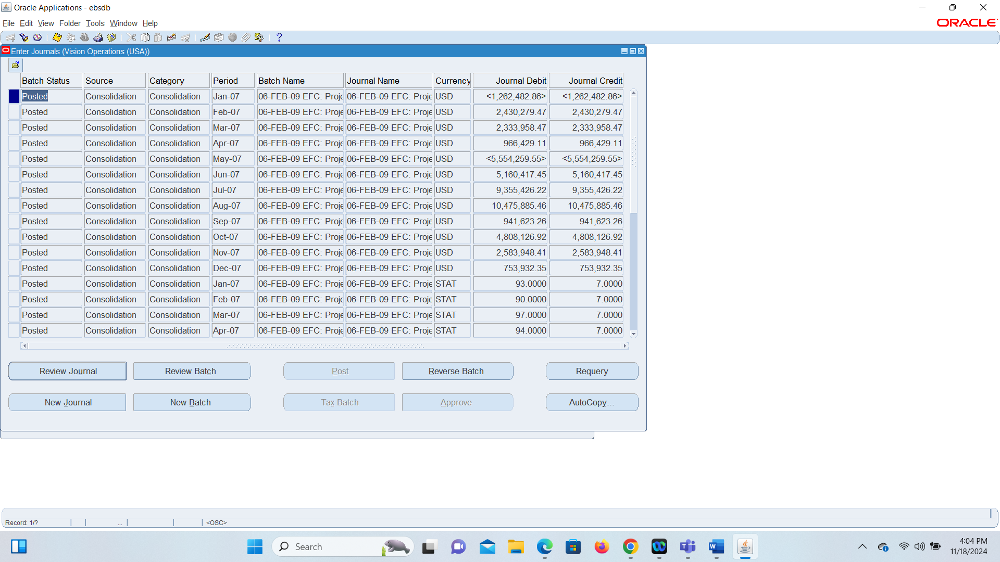 Oracle Applications - ebsdb
File Edit View Folder Tools Window Help
ORACLE
Enter Journals (Vision Operations (USA))
Batch Status Source Category Period Batch Name Journal Name Currency Journal Debit Journal Credit
Posted Consolidation Consolidation Jan-07 06-FEB-09 EFC: Proje 06-FEB-09 EFC: Proje USD <1,262,482.86> <1,262,482.86>
Posted Consolidation Consolidation Feb-07 06-FEB-09 EFC: Proje 06-FEB-09 EFC: Proje USD 2,430,279.47 2,430,279.47
Posted Consolidation Consolidation Mar-07 06-FEB-09 EFC: Proje 06-FEB-09 EFC: Proje USD 2,333,958.47 2,333,958.47
Posted Consolidation Consolidation Apr-07 06-FEB-09 EFC: Proje 06-FEB-09 EFC: Proje USD 966,429.11 966,429.11
Posted Consolidation Consolidation May-07 06-FEB-09 EFC: Proje 06-FEB-09 EFC: Proje USD <5,554,259.55> <5,554,259.55>
Posted Consolidation Consolidation Jun-07 06-FEB-09 EFC: Proje 06-FEB-09 EFC: Proje USD 5,160,417.45 5,160,417.45
Posted Consolidation Consolidation Jul-07 06-FEB-09 EFC: Proje 06-FEB-09 EFC: Proje USD 9,355,426.22 9,355,426.22
Posted Consolidation Consolidation Aug-07 06-FEB-09 EFC: Proje 06-FEB-09 EFC: Proje USD 10,475,885.46 10,475,885.46
Posted Consolidation Consolidation Sep-07 06-FEB-09 EFC: Proje 06-FEB-09 EFC: Proje USD 941,623.26 941,623.26
Posted Consolidation Consolidation Oct-07 06-FEB-09 EFC: Proje 06-FEB-09 EFC: Proje USD 4,808,126.92 4,808,126.92
Posted Consolidation Consolidation Nov-07 06-FEB-09 EFC: Proje 06-FEB-09 EFC: Proje USD 2,583,948.41 2,583,948.41
Posted Consolidation Consolidation Dec-07 06-FEB-09 EFC: Proje 06-FEB-09 EFC: Proje USD 753,932.35 753,932.35
Posted Consolidation Consolidation Jan-07 06-FEB-09 EFC: Proje 06-FEB-09 EFC: Proje STAT 93.0000 7.0000
Posted Consolidation Consolidation Feb-07 06-FEB-09 EFC: Proje 06-FEB-09 EFC: Proje STAT 90.0000 7.0000
Posted Consolidation Consolidation Mar-07 06-FEB-09 EFC: Proje 06-FEB-09 EFC: Proje STAT 97.0000 7.0000
Posted Consolidation Consolidation Apr-07 06-FEB-09 EFC: Proje 06-FEB-09 EFC: Proje STAT 94.0000 7.0000
Review Journal Review Batch Post Reverse Batch Requery
New Journal New Batch Tax Batch Approve AutoCopy...
Record: 1/? ... <OSC>
Search
4:04 PM
11/18/2024